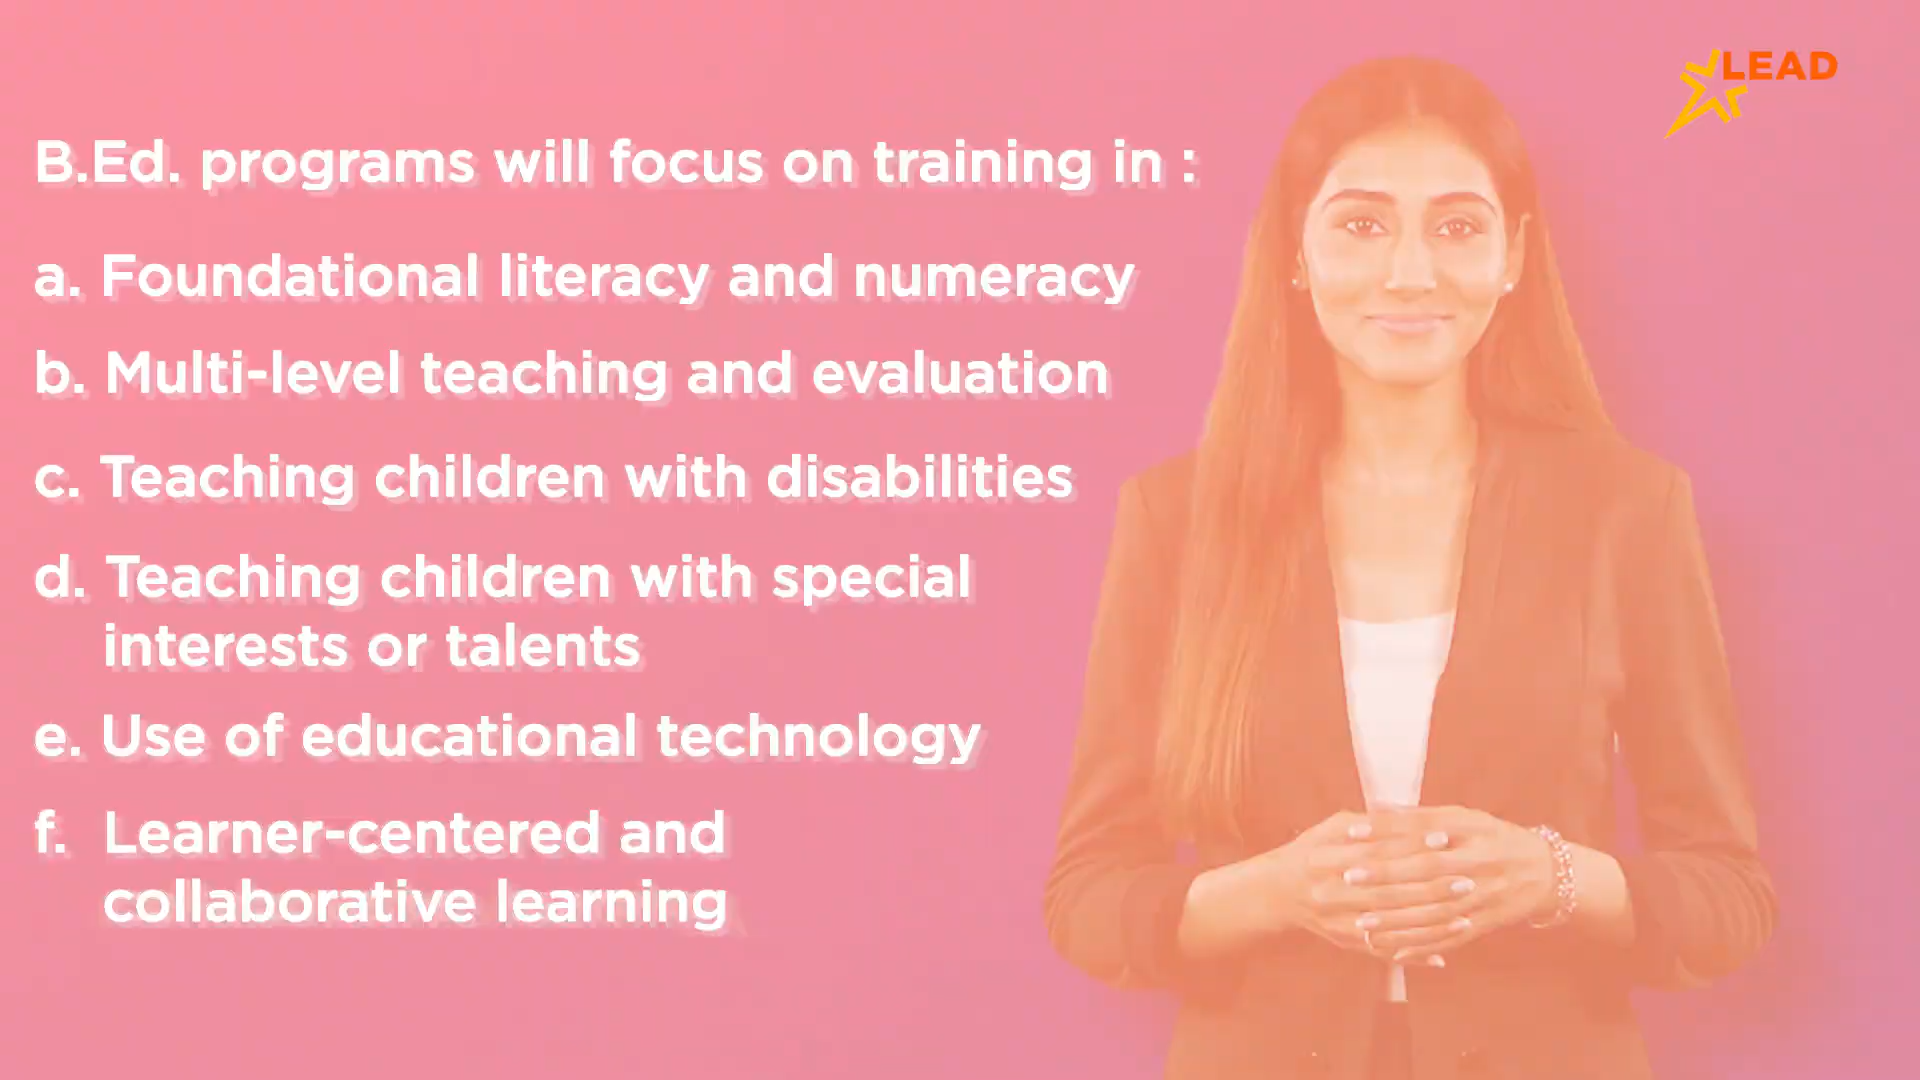 LEAD
B.Ed. programs will focus on training in :
a. Foundational literacy and numeracy
b. Multi-level teaching and evaluation
c. Teaching children with disabilities
d. Teaching children with special
interests or talents
e. Use of educational technology
f. Learner-centered and
collaborative learning